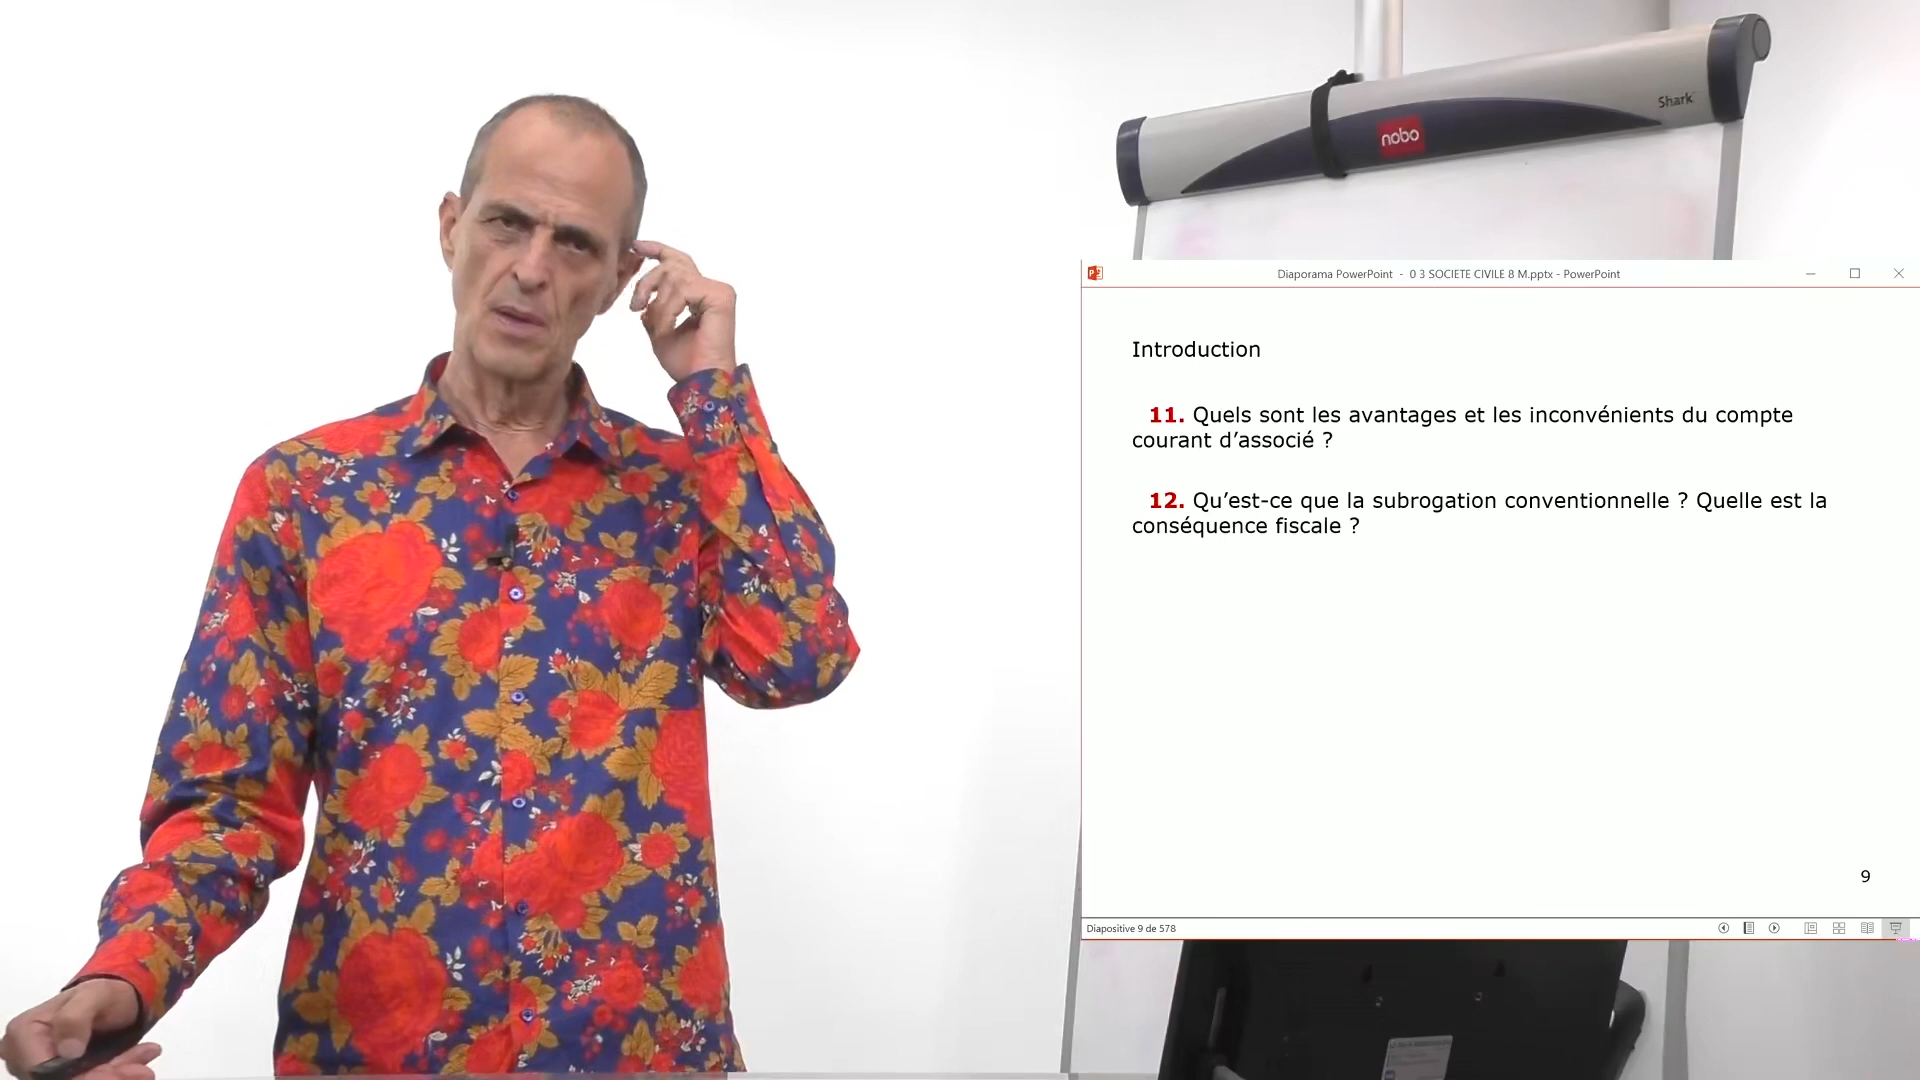 Shark
nobo
Diaporama PowerPoint - 0 3 SOCIETE CIVILE 8 M.pptx - PowerPoint
Introduction
11. Quels sont les avantages et les inconvénients du compte
courant d’associé ?
12. Qu’est-ce que la subrogation conventionnelle ? Quelle est la
conséquence fiscale ?
9
Diapositive 9 de 578